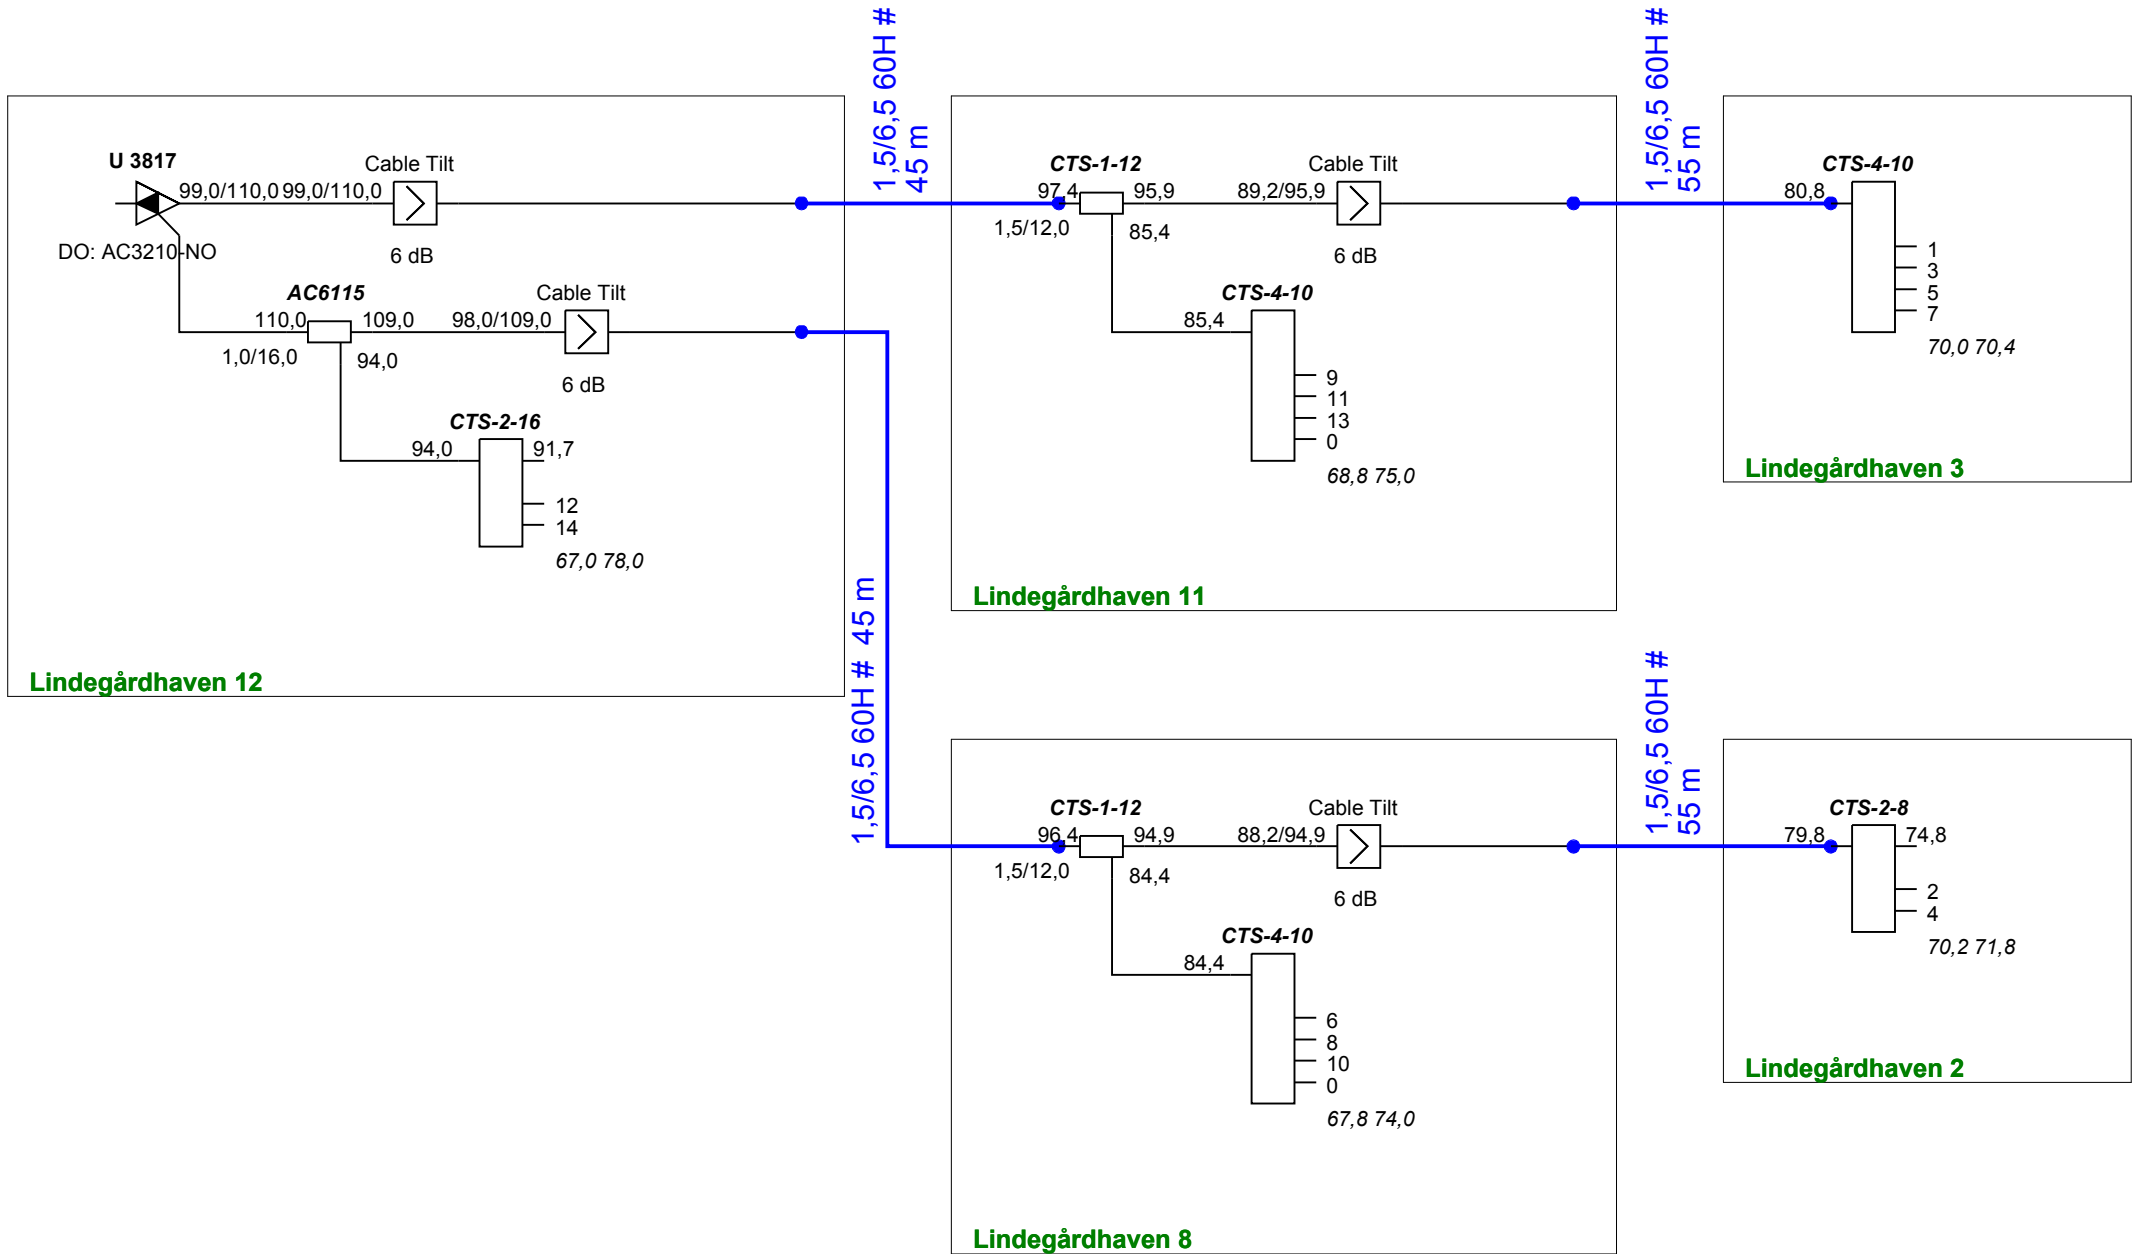 1,5/6,5 60H #
45 m
1,5/6,5 60H #
55 m
U 3817
99,0/110,0 99,0/110,0
Cable Tilt
6 dB
DO: AC3210-NO
AC6115
110,0
109,0
1,0/16,0
94,0
98,0/109,0
Cable Tilt
6 dB
CTS-2-16
94,0
91,7
12
14
67,0 78,0
Lindegårdhaven 12
CTS-1-12
97,4
95,9
1,5/12,0
85,4
89,2/95,9
Cable Tilt
6 dB
CTS-4-10
85,4
9
11
13
0
68,8 75,0
Lindegårdhaven 11
CTS-4-10
80,8
1
3
5
7
70,0 70,4
Lindegårdhaven 3
1,5/6,5 60H # 45 m
CTS-1-12
96,4
94,9
1,5/12,0
84,4
88,2/94,9
Cable Tilt
6 dB
CTS-4-10
84,4
6
8
10
0
67,8 74,0
Lindegårdhaven 8
1,5/6,5 60H #
55 m
CTS-2-8
79,8
74,8
2
4
70,2 71,8
Lindegårdhaven 2